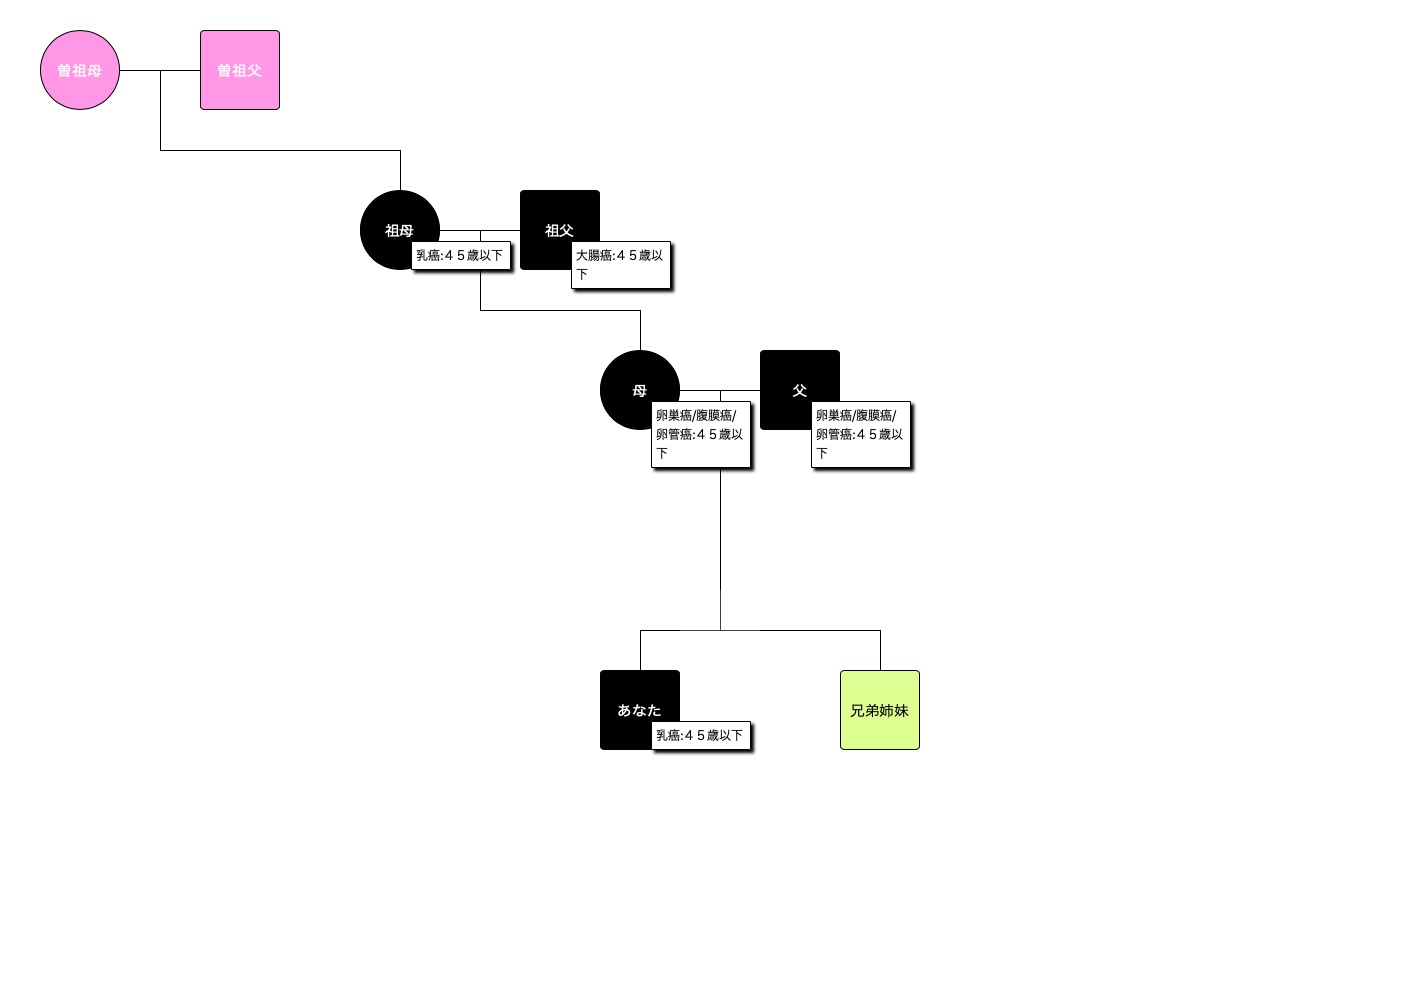 曽祖母
曽祖父
祖母
乳癌:４５歳以下
祖父
大腸癌:４５歳以
下
母
卵巣癌/腹膜癌/
卵管癌:４５歳以
下
父
卵巣癌/腹膜癌/
卵管癌:４５歳以
下
あなた
乳癌:４５歳以下
兄弟姉妹